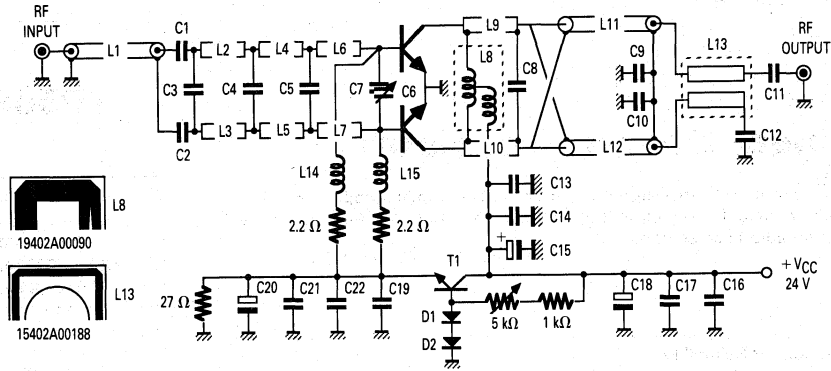 RF
INPUT
L1
C1
L2
L4
L6
C3
C4
C5
C7
C6
C2
L3
L5
L7
L9
L8
C8
L10
L11
C9
C10
L12
L13
C11
RF
OUTPUT
C12
L14
L15
2.2 Ω
2.2 Ω
C13
C14
+
C15
L8
19402A00090
L13
15402A00188
27 Ω
C20
C21
C22
C19
T1
D1
D2
5 kΩ
1 kΩ
C18
C17
C16
+ VCC
24 V